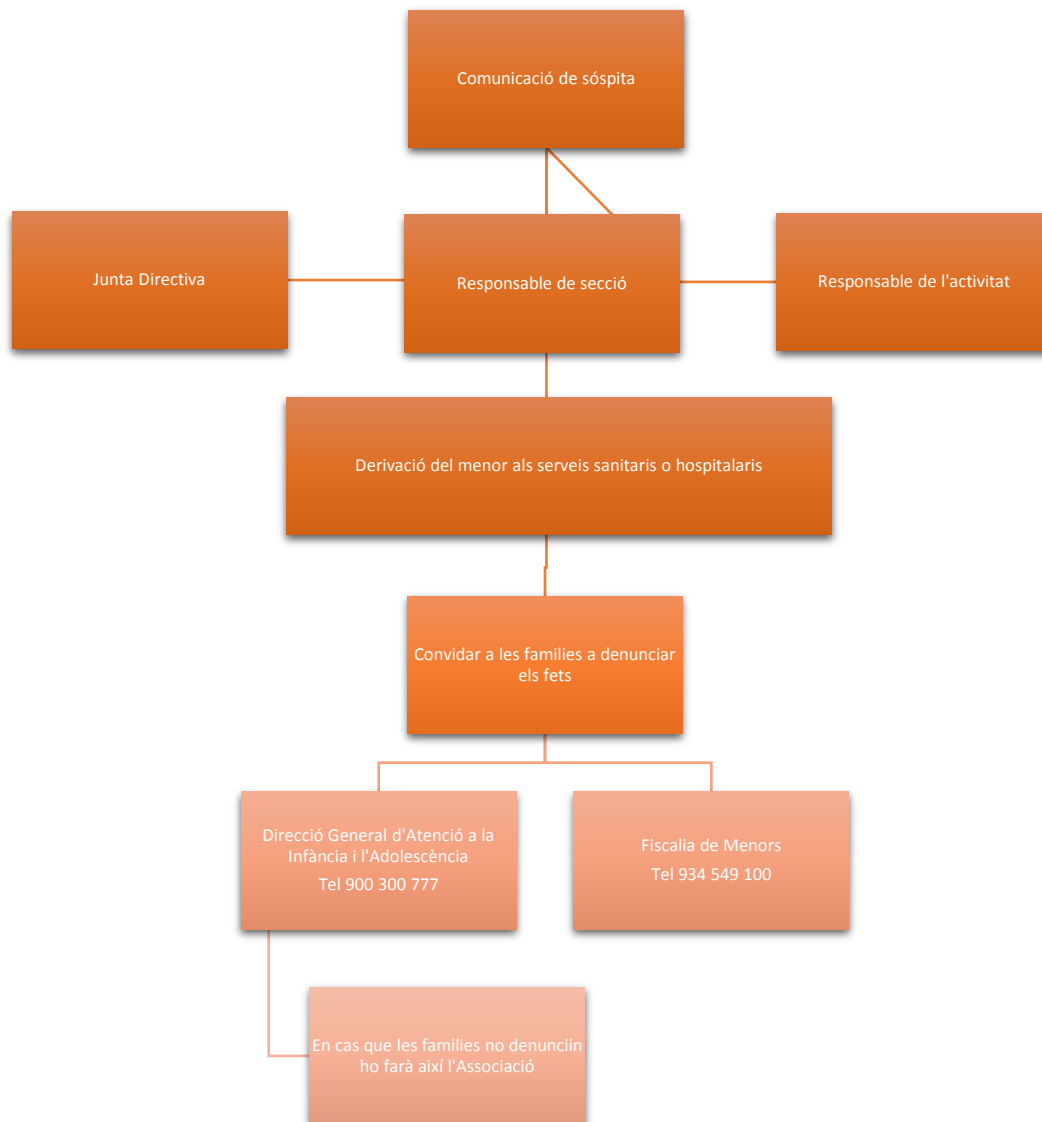 Comunicació de sóspita
Junta Directiva
Responsable de secció
Responsable de l'activitat
Derivació del menor als serveis sanitaris o hospitalaris
Convidar a les families a denunciar
els fets
Direcció General d'Atenció a la
Infància i l'Adolescència
Tel 900 300 777
Fiscalia de Menors
Tel 934 549 100
En cas que les families no denunciin
ho farà així l'Associació